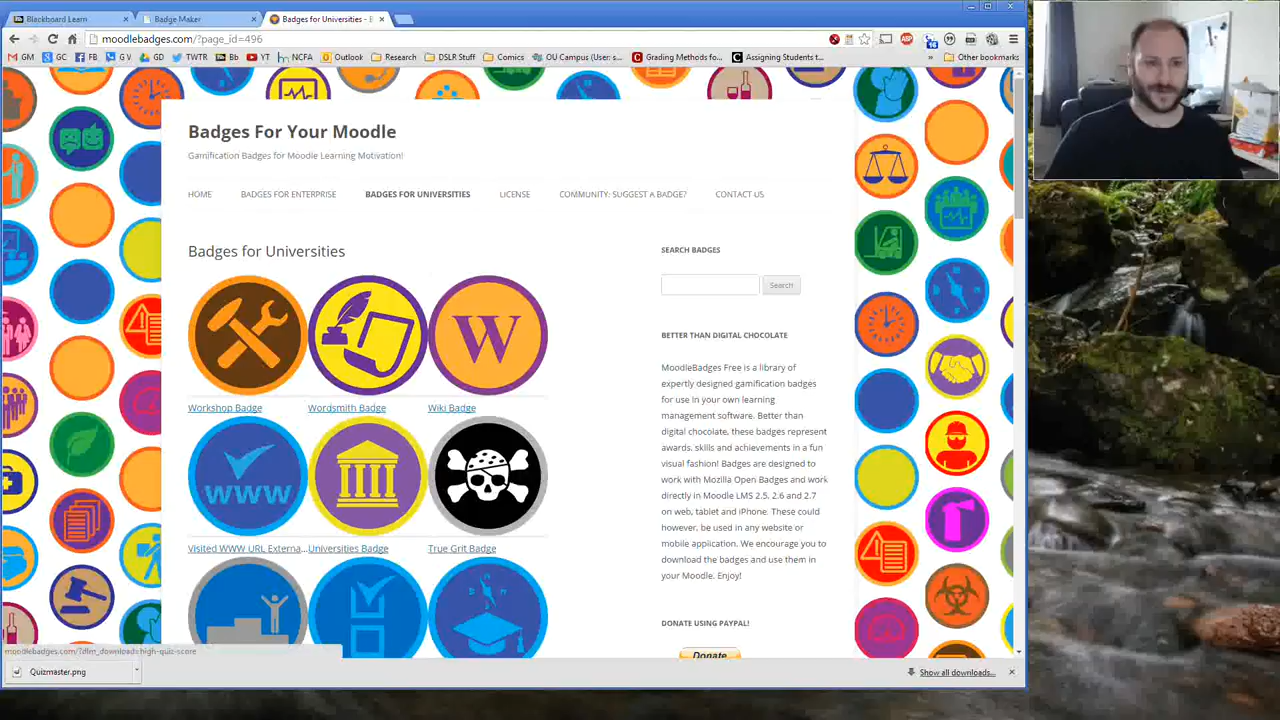 Blackboard Learn
Badge Maker
Badges for Universities - B
moodlebadges.com/?page_id=496
GM
GC
FB
GV
GD
TWTR
Bb
YT
NCFA
Outlook
Research
DSLR Stuff
Comics
OU Campus (User: s...
Grading Methods fo...
Assigning Students t...
Other bookmarks
Badges For Your Moodle
Gamification Badges for Moodle Learning Motivation!
HOME
BADGES FOR ENTERPRISE
BADGES FOR UNIVERSITIES
LICENSE
COMMUNITY: SUGGEST A BADGE?
CONTACT US
Badges for Universities
W
Workshop Badge
Wordsmith Badge
Wiki Badge
WWW
Visited WWW URL Externa...
Universities Badge
True Grit Badge
SEARCH BADGES
Search
BETTER THAN DIGITAL CHOCOLATE
MoodleBadges Free is a library of
expertly designed gamification badges
for use in your own learning
management software. Better than
digital chocolate, these badges represent
awards, skills and achievements in a fun
visual fashion! Badges are designed to
work with Mozilla Open Badges and work
directly in Moodle LMS 2.5, 2.6 and 2.7
on web, tablet and iPhone. These could
however, be used in any website or
mobile application. We encourage you to
download the badges and use them in
your Moodle. Enjoy!
DONATE USING PAYPAL!
Donate
moodlebadges.com/?dlm_download=high-quiz-score
Quizmaster.png
Show all downloads...